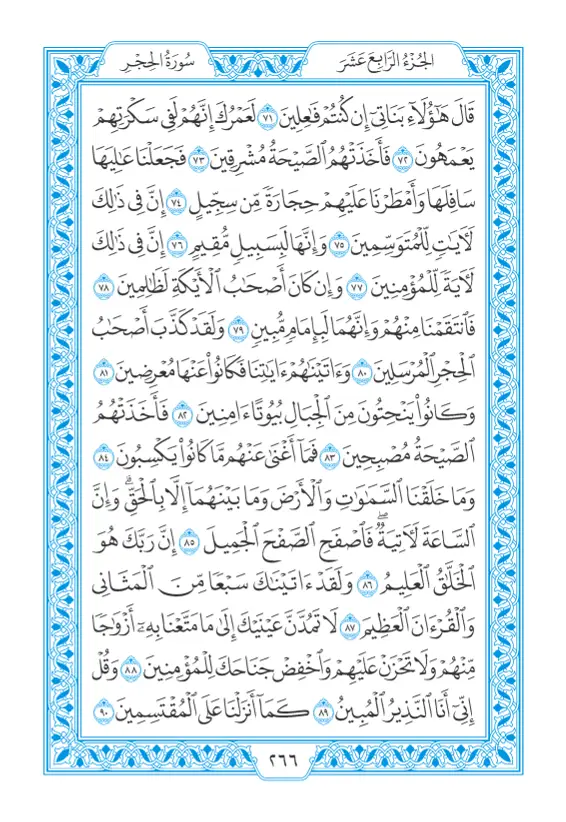 الجُزْءُ الرَّابِعَ عَشَرَ
سُورَةُ الحِجْرِ
قَالَ هَٰٓؤُلَآءِ بَنَاتِيٓ إِن كُنتُمۡ فَٰعِلِينَ ٧١ لَعَمۡرُكَ إِنَّهُمۡ لَفِي سَكۡرَتِهِمۡ
يَعۡمَهُونَ ٧٢ فَأَخَذَتۡهُمُ ٱلصَّيۡحَةُ مُشۡرِقِينَ ٧٣ فَجَعَلۡنَا عَٰلِيَهَا
سَافِلَهَا وَأَمۡطَرۡنَا عَلَيۡهِمۡ حِجَارَةٗ مِّن سِجِّيلٍ ٧٤ إِنَّ فِي ذَٰلِكَ
لَأٓيَٰتٖ لِّلۡمُتَوَسِّمِينَ ٧٥ وَإِنَّهَا لَبِسَبِيلٖ مُّقِيمٍ ٧٦ إِنَّ فِي ذَٰلِكَ
لَأٓيَةٗ لِّلۡمُؤۡمِنِينَ ٧٧ وَإِن كَانَ أَصۡحَٰبُ ٱلۡأَيۡكَةِ لَظَٰلِمِينَ ٧٨
فَٱنتَقَمۡنَا مِنۡهُمۡ وَإِنَّهُمَا لَبِإِمَامٖ مُّبِينٖ ٧٩ وَلَقَدۡ كَذَّبَ أَصۡحَٰبُ
ٱلۡحِجۡرِ ٱلۡمُرۡسَلِينَ ٨٠ وَءَاتَيۡنَٰهُمۡ ءَايَٰتِنَا فَكَانُواْ عَنۡهَا مُعۡرِضِينَ ٨١
وَكَانُواْ يَنۡحِتُونَ مِنَ ٱلۡجِبَالِ بُيُوتًا ءَامِنِينَ ٨٢ فَأَخَذَتۡهُمُ
ٱلصَّيۡحَةُ مُصۡبِحِينَ ٨٣ فَمَآ أَغۡنَىٰ عَنۡهُم مَّا كَانُواْ يَكۡسِبُونَ ٨٤
وَمَا خَلَقۡنَا ٱلسَّمَٰوَٰتِ وَٱلۡأَرۡضَ وَمَا بَيۡنَهُمَآ إِلَّا بِٱلۡحَقِّۗ وَإِنَّ
ٱلسَّاعَةَ لَأٓتِيَةٞۖ فَٱصۡفَحِ ٱلصَّفۡحَ ٱلۡجَمِيلَ ٨٥ إِنَّ رَبَّكَ هُوَ
ٱلۡخَلَّٰقُ ٱلۡعَلِيمُ ٨٦ وَلَقَدۡ ءَاتَيۡنَٰكَ سَبۡعٗا مِّنَ ٱلۡمَثَانِي
وَٱلۡقُرۡءَانَ ٱلۡعَظِيمَ ٨٧ لَا تَمُدَّنَّ عَيۡنَيۡكَ إِلَىٰ مَا مَتَّعۡنَا بِهِۦٓ أَزۡوَٰجٗا
مِّنۡهُمۡ وَلَا تَحۡزَنۡ عَلَيۡهِمۡ وَٱخۡفِضۡ جَنَاحَكَ لِلۡمُؤۡمِنِينَ ٨٨ وَقُلۡ
إِنِّيٓ أَنَا ٱلنَّذِيرُ ٱلۡمُبِينُ ٨٩ كَمَآ أَنزَلۡنَا عَلَى ٱلۡمُقۡتَسِمِينَ ٩٠
٢٦٦